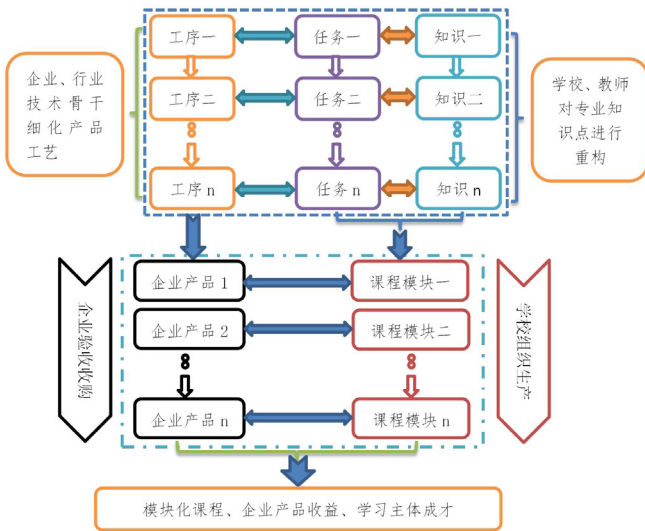 工序一
任务一
知识一
企业、行业
技术骨干
细化产品
工艺
工序二
任务二
知识二
学校、教师
对专业知
识点进行
重构
工序n
任务n
知识n
企业产品1
课程模块一
企业验收收购
企业产品2
课程模块二
学校组织生产
企业产品n
课程模块n
模块化课程、企业产品收益、学习主体成才